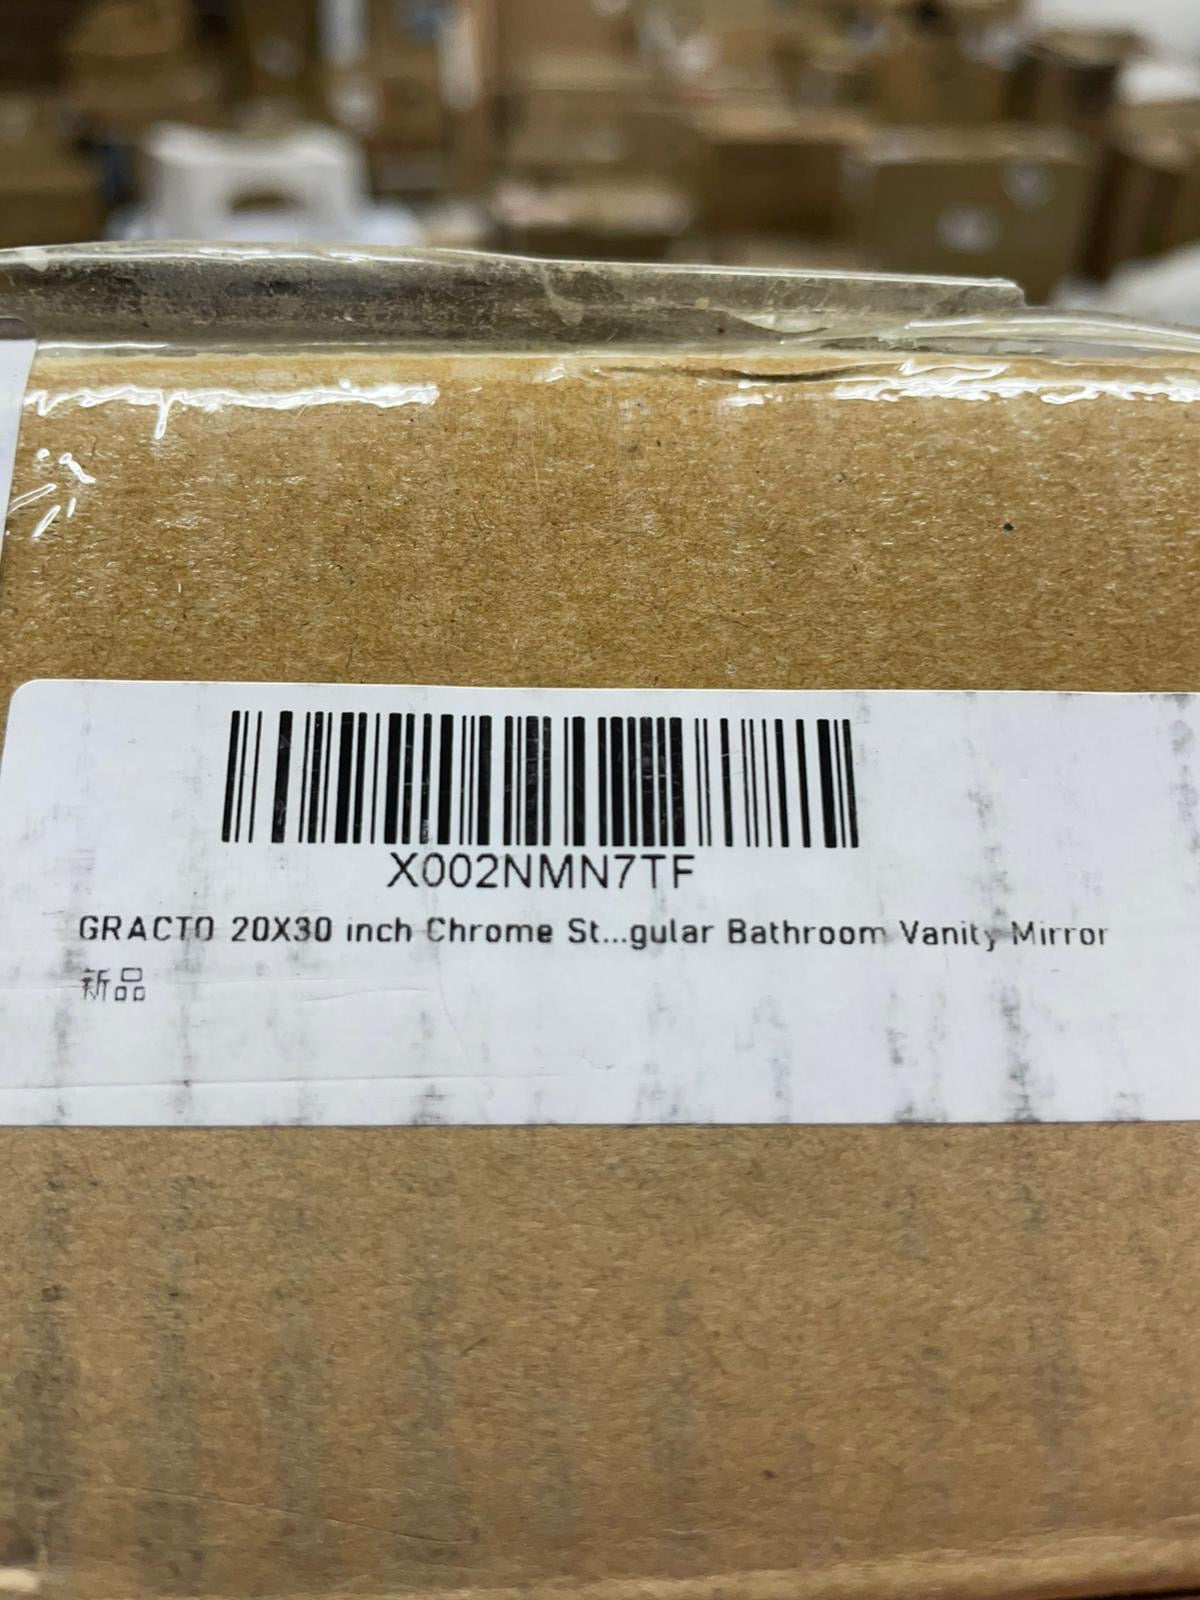 X002NMN7TF
GRACTO 20X30 inch Chrome St...gular Bathroom Vanity Mirror
新品